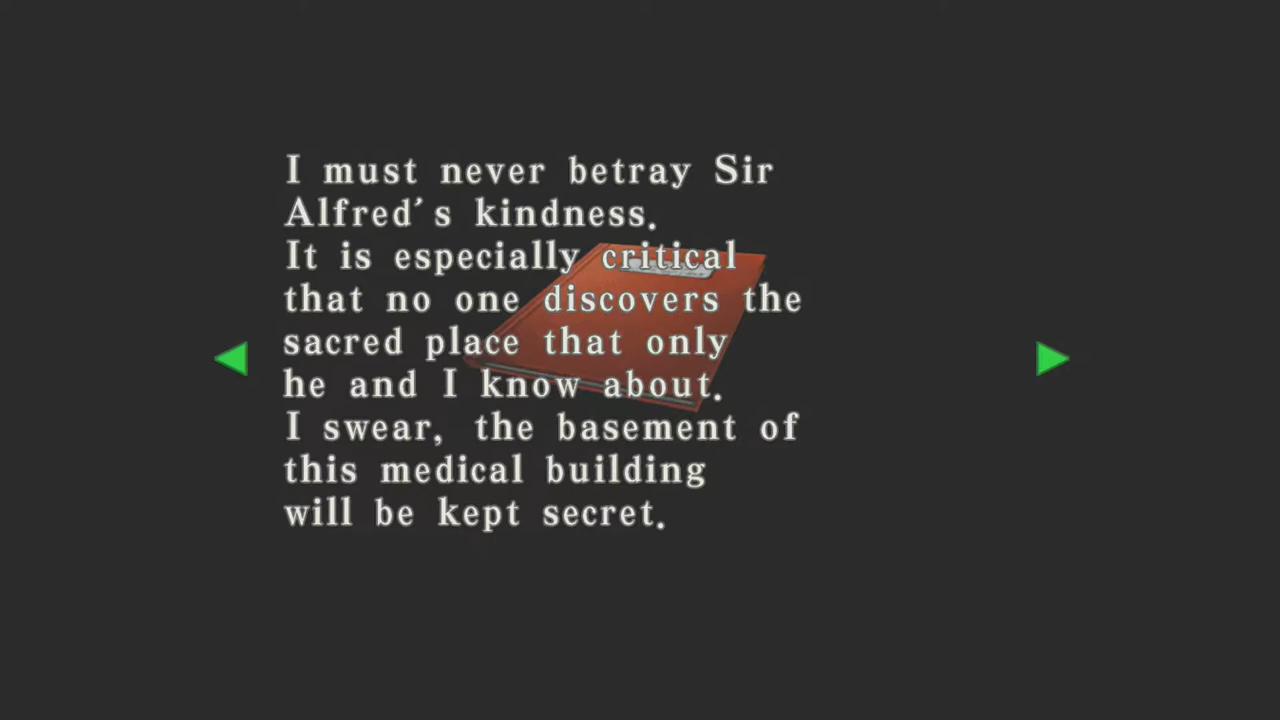 I must never betray Sir
Alfred's kindness.
It is especially critical
that no one discovers the
sacred place that only
he and I know about.
I swear, the basement of
this medical building
will be kept secret.